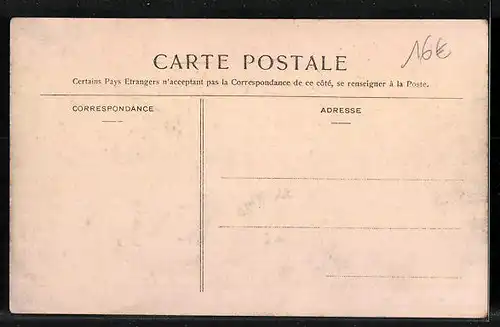 CARTE POSTALE
16€
Certains Pays Etrangers n'acceptant pas la Correspondance de ce côté, se renseigner à la Poste.
CORRESPONDANCE
ADRESSE